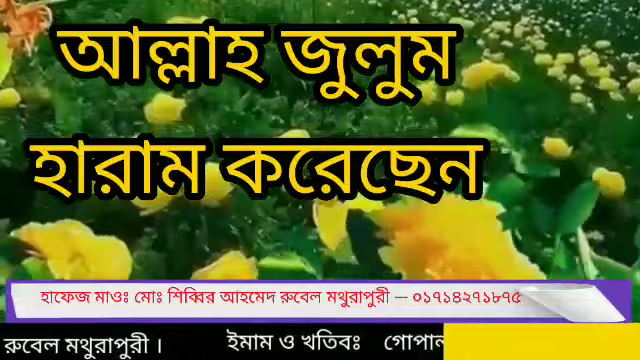 আল্লাহ জুলুম
হারাম করেছেন
হাফেজ মাওঃ মোঃ শিব্বির আহমেদ রুবেল মথুরাপুরী — ০১৭১৪২৭১৮৭৫
রুবেল মথুরাপুরী । ইমাম ও খতিবঃ গোপাল